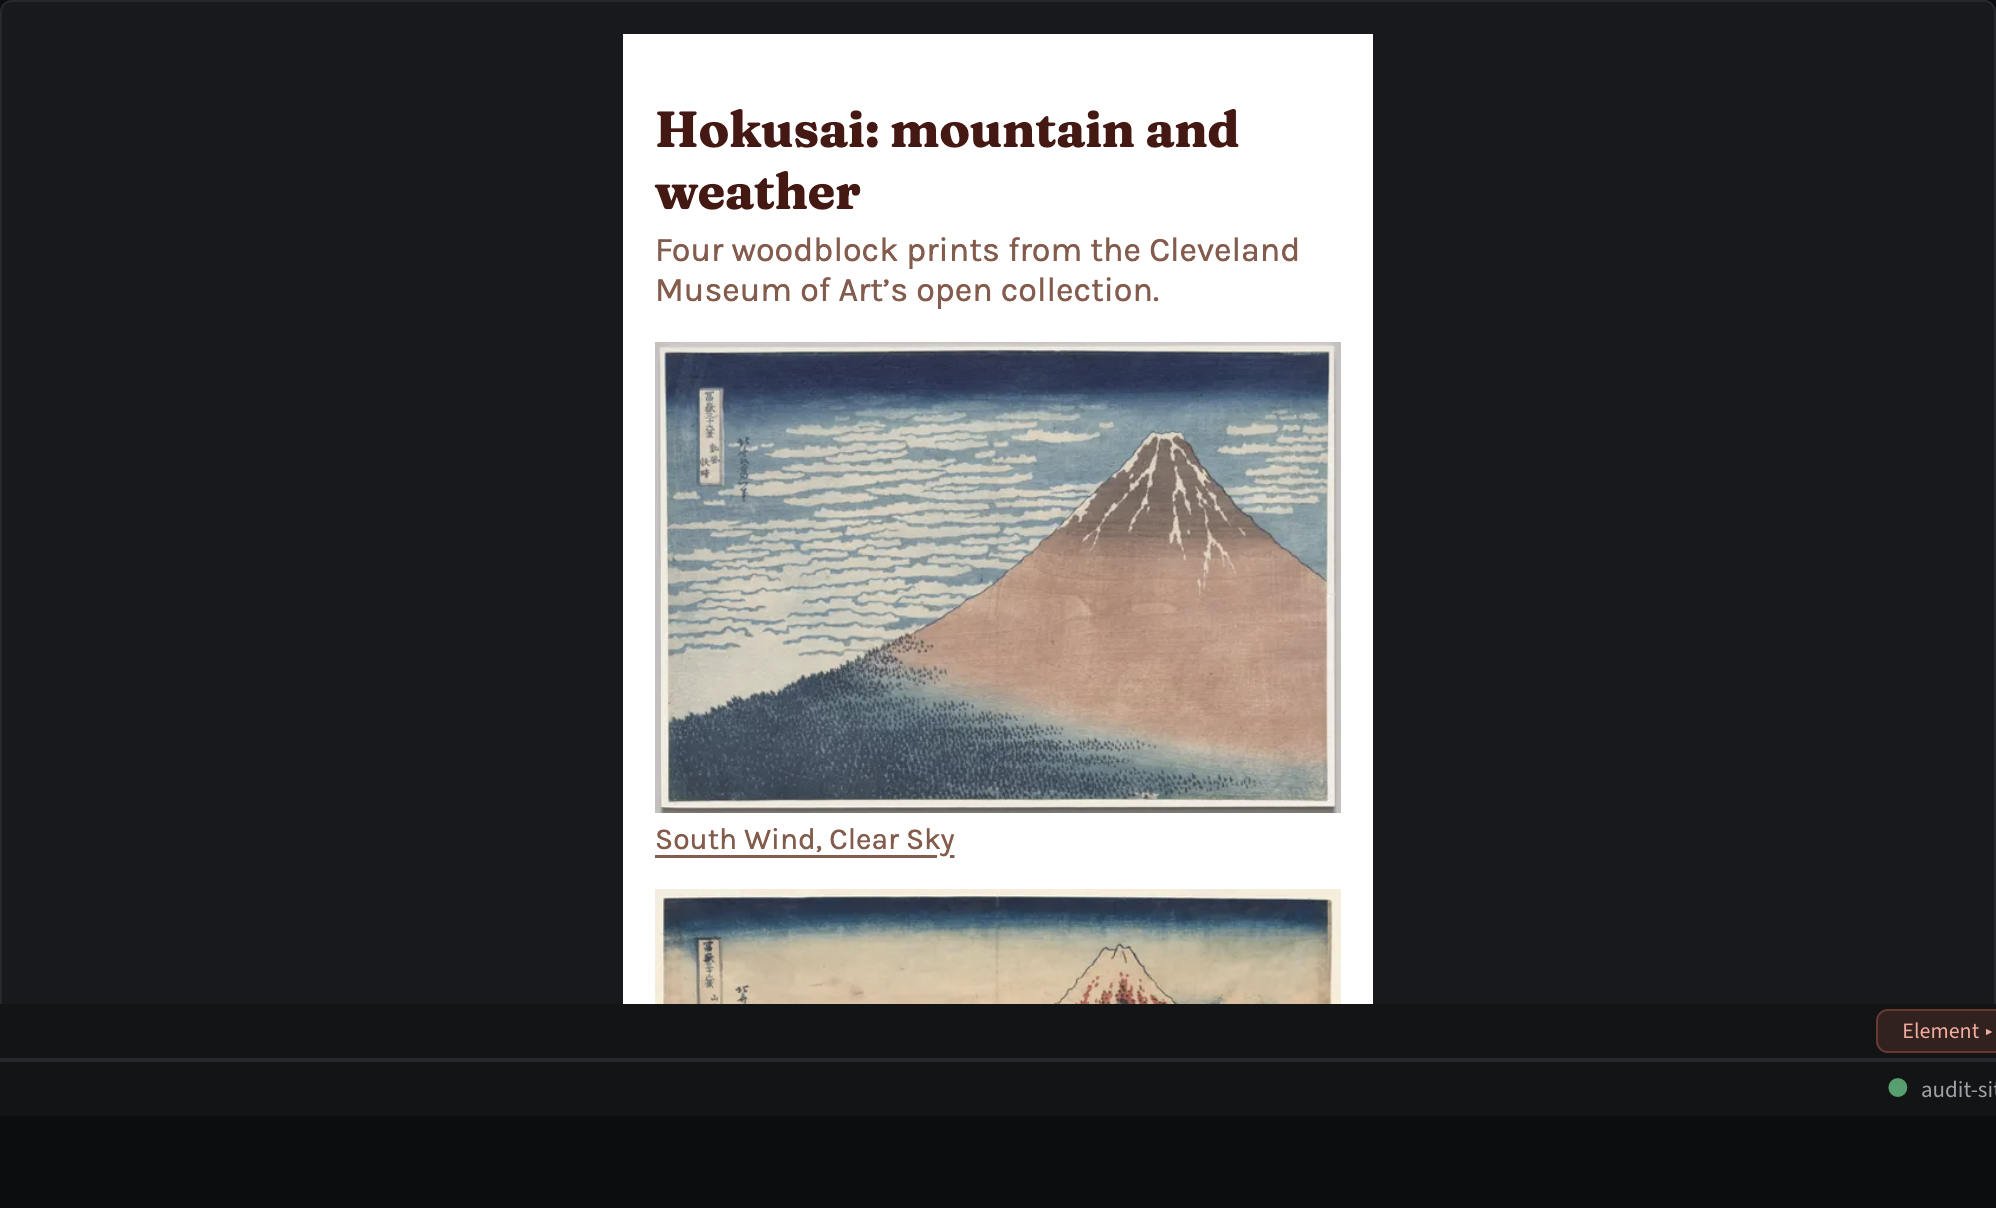 Hokusai: mountain and
weather
Four woodblock prints from the Cleveland
Museum of Art’s open collection.
South Wind, Clear Sky
Element ▸
audit-sit